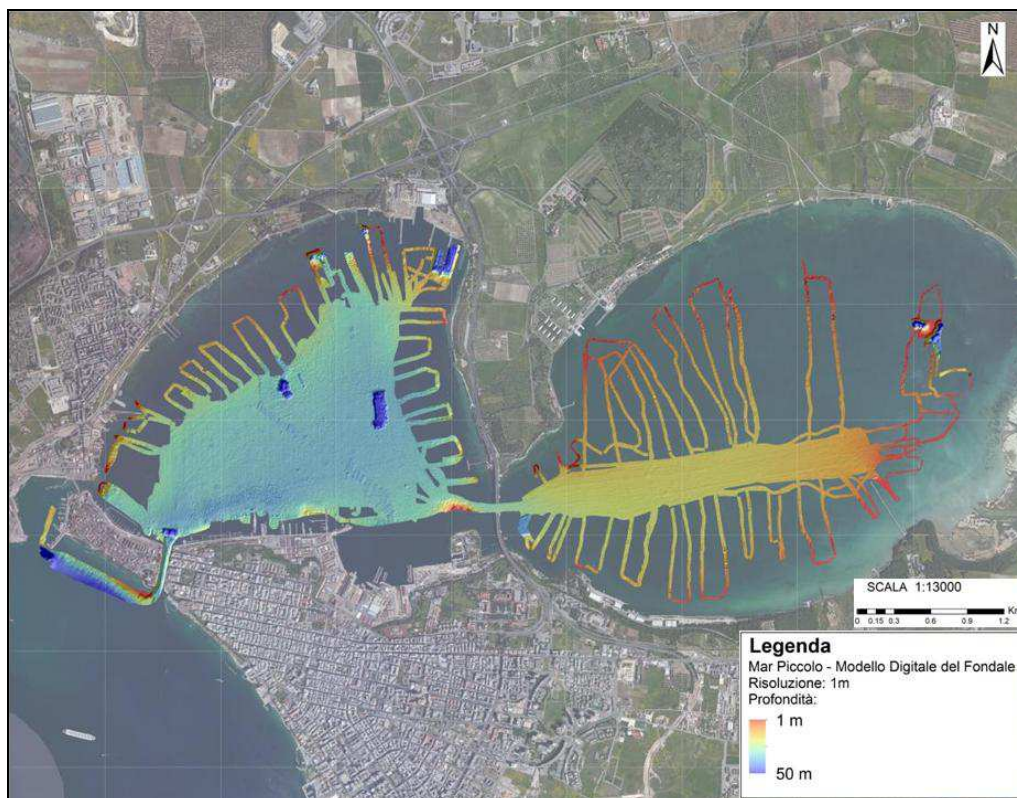 N
SCALA 1:13000
Km
0 0.15 0.3 0.6 0.9 1.2
Legenda
Mar Piccolo - Modello Digitale del Fondale
Risoluzione: 1m
Profondità:
1 m
50 m